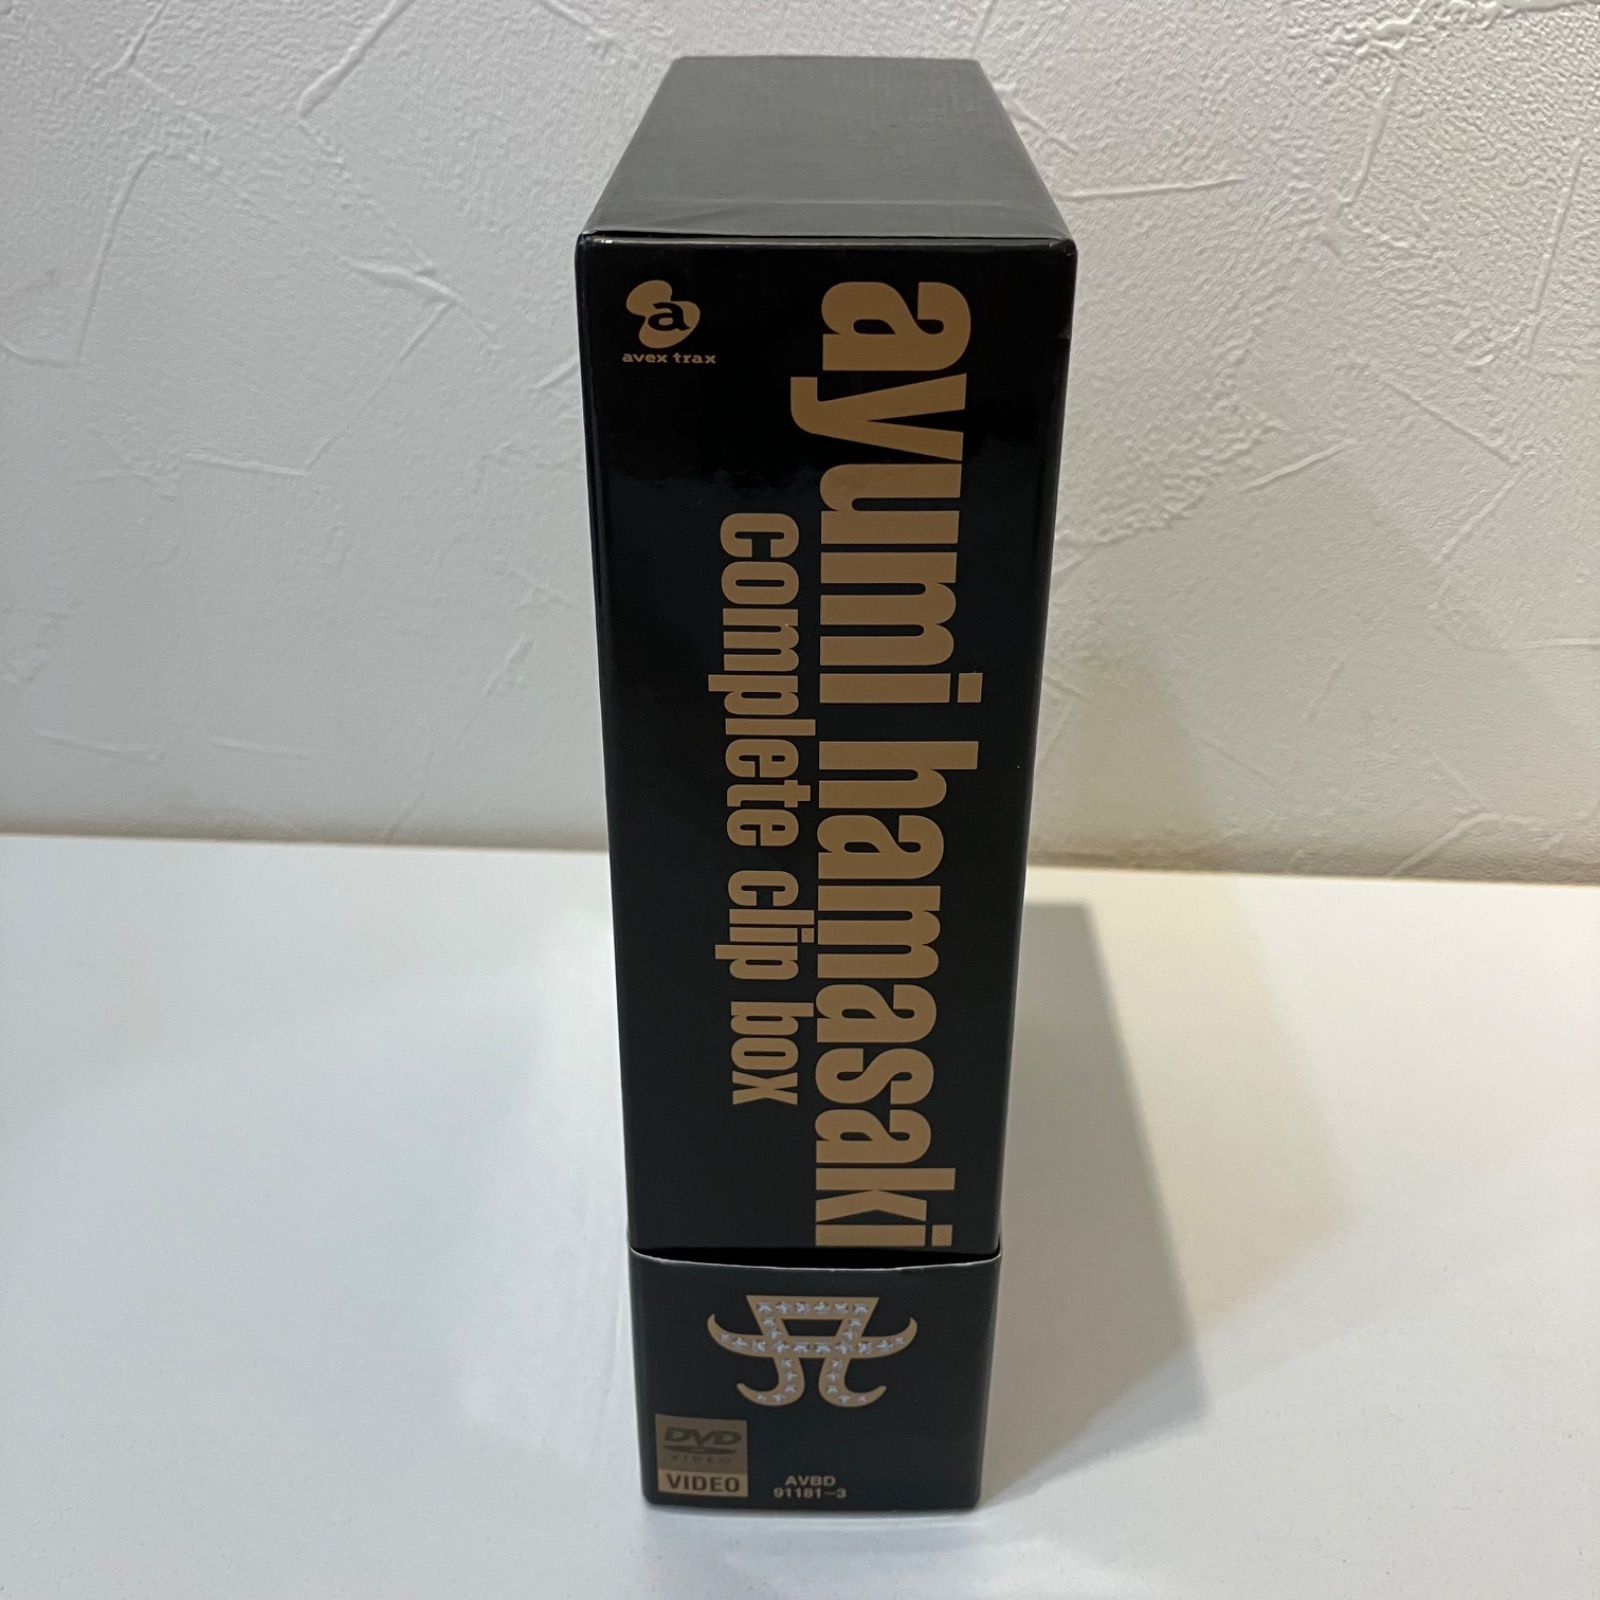 a
avex trax
ayumi hamasaki
complete clip box
DVD
VIDEO
VIDEO
AVBD
91181~3